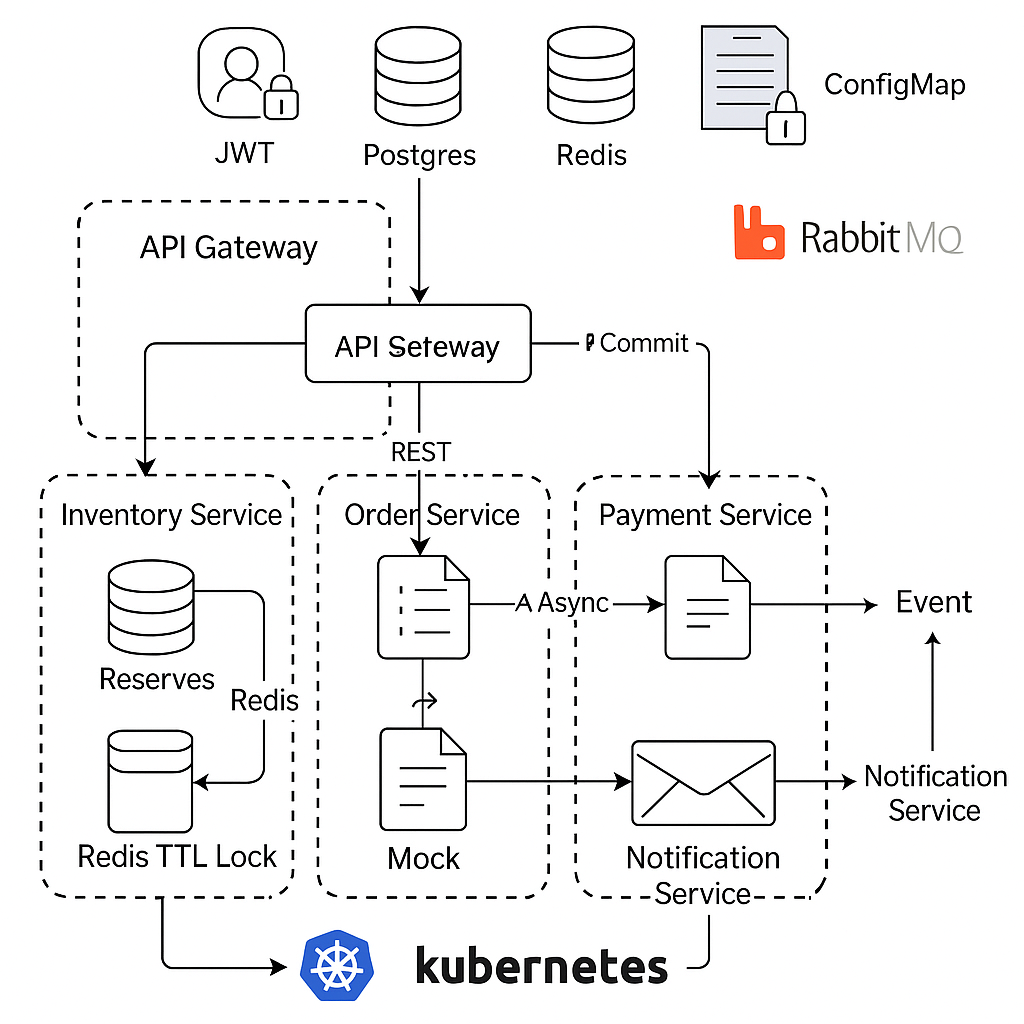 JWT
Postgres
Redis
ConfigMap
RabbitMQ
API Gateway
API Seteway
Commit
REST
Inventory Service
Order Service
Payment Service
A Async
Event
Reserves
Redis
Notification
Service
Redis TTL Lock
Mock
Notification
Service
kubernetes